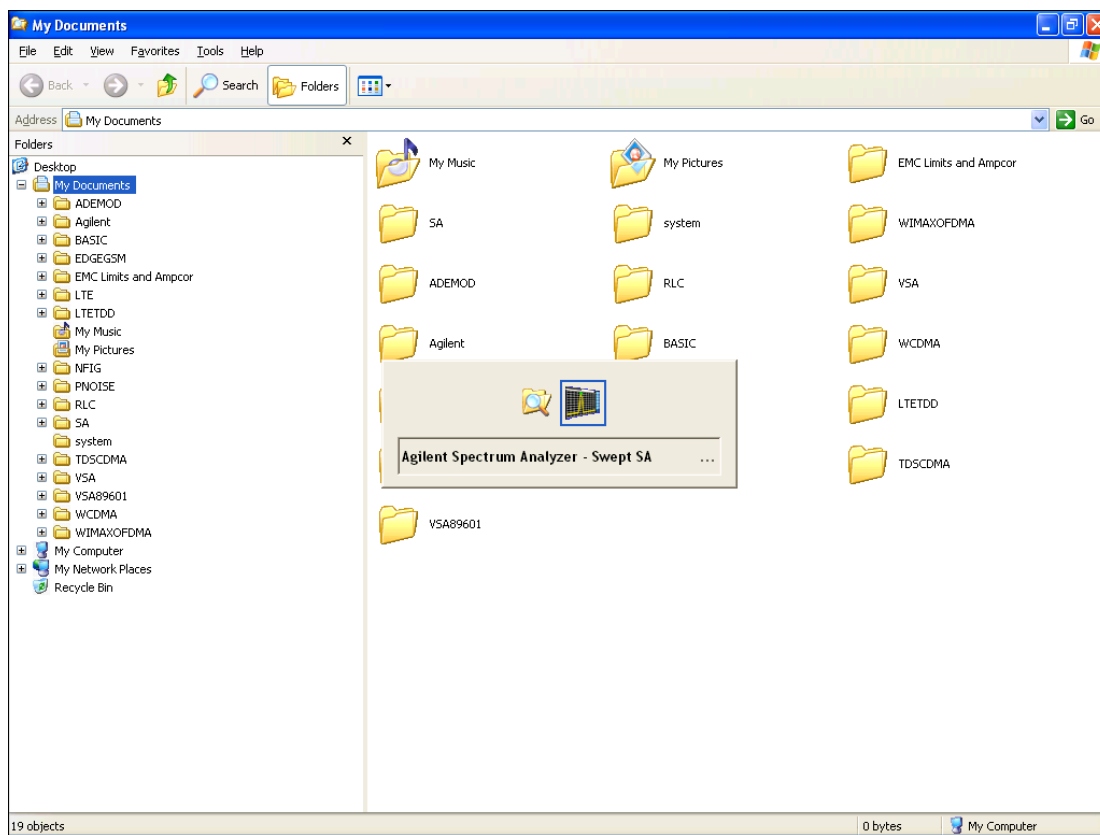 My Documents
File Edit View Favorites Tools Help
Back Search Folders
Address My Documents Go
Folders
Desktop
My Documents
ADEMOD
Agilent
BASIC
EDGEGSM
EMC Limits and Ampcor
LTE
LTETDD
My Music
My Pictures
NFIG
PNOISE
RLC
SA
system
TDSCDMA
VSA
VSA89601
WCDMA
WIMAXOFDMA
My Computer
My Network Places
Recycle Bin
My Music My Pictures EMC Limits and Ampcor
SA system WIMAXOFDMA
ADEMOD RLC VSA
Agilent BASIC WCDMA
LTETDD
TDSCDMA
VSA89601
Agilent Spectrum Analyzer - Swept SA ...
19 objects 0 bytes My Computer